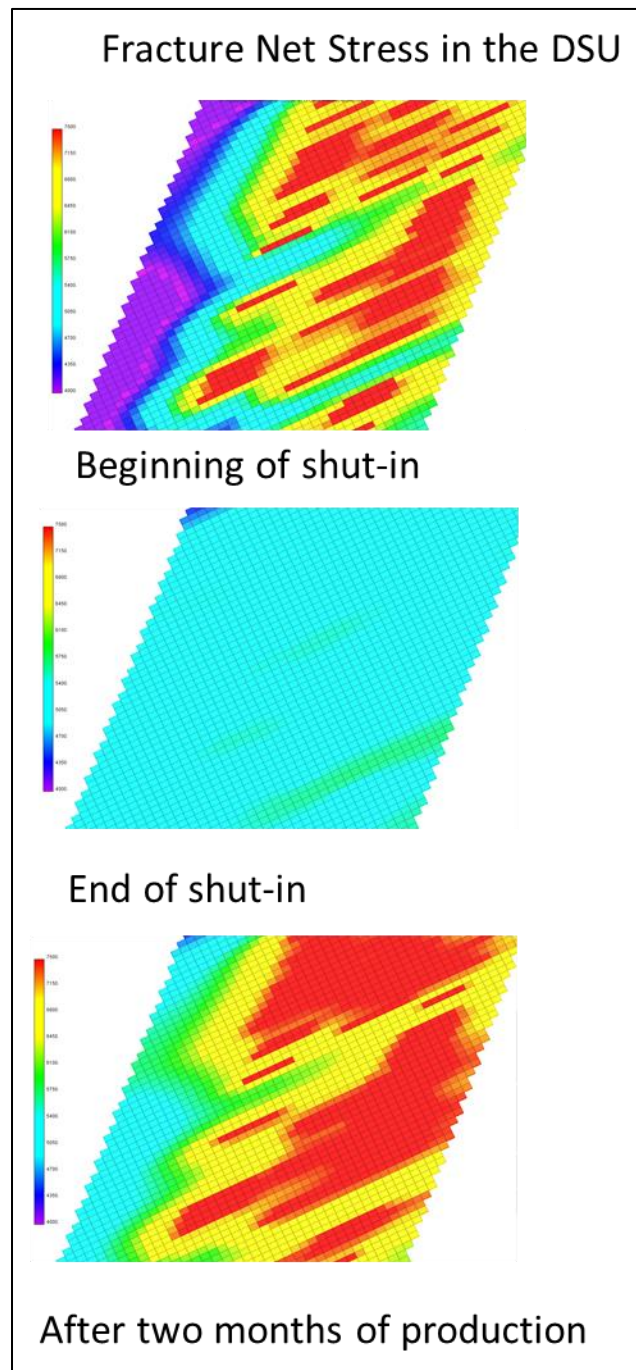 Fracture Net Stress in the DSU
Beginning of shut-in
End of shut-in
After two months of production